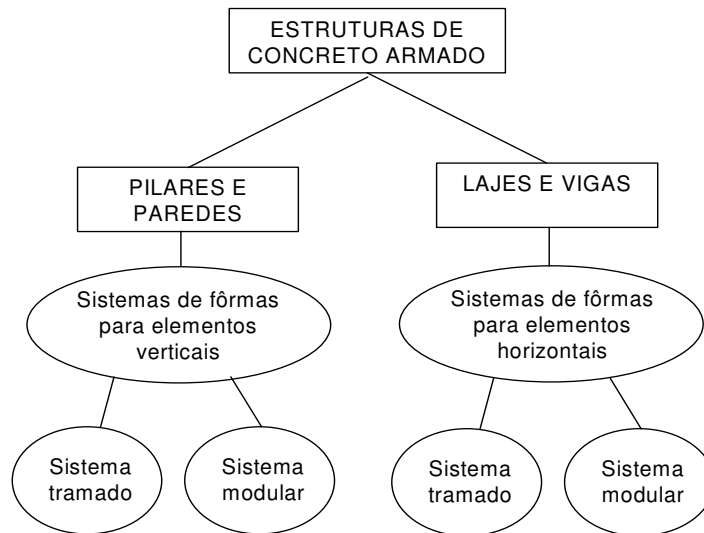 ESTRUTURAS DE
CONCRETO ARMADO
PILARES E
PAREDES
LAJES E VIGAS
Sistemas de fôrmas
para elementos
verticais
Sistemas de fôrmas
para elementos
horizontais
Sistema
tramado
Sistema
modular
Sistema
tramado
Sistema
modular